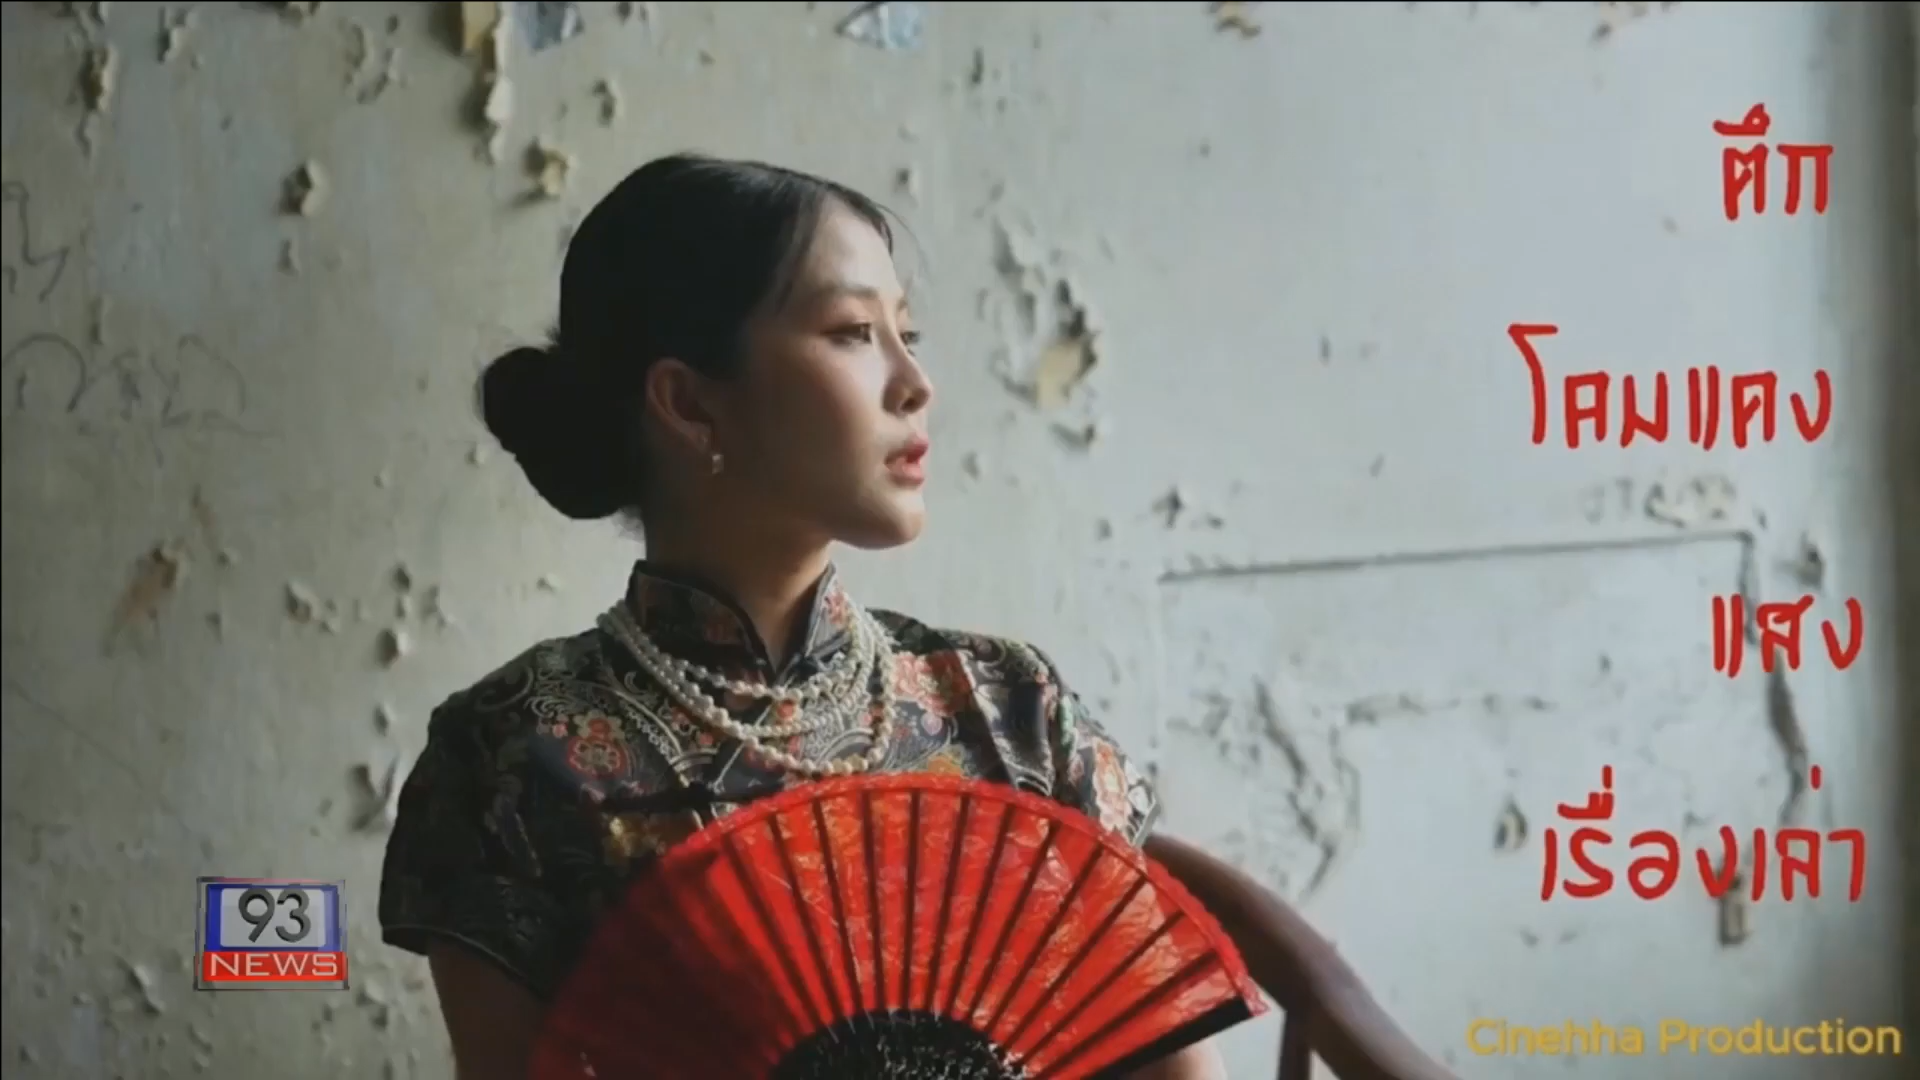 ตึก
โคมแดง
แสง
เรื่องเล่า
93
NEWS
Cinehha Production